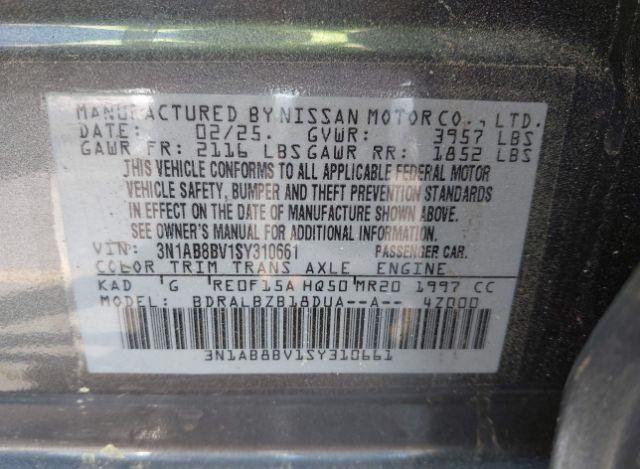 MANUFACTURED BY NISSAN MOTOR CO., LTD.
DATE: 02/25. GVWR: 3957 LBS
GAWR FR: 2116 LBS GAWR RR: 1852 LBS
THIS VEHICLE CONFORMS TO ALL APPLICABLE FEDERAL MOTOR
VEHICLE SAFETY, BUMPER AND THEFT PREVENTION STANDARDS
IN EFFECT ON THE DATE OF MANUFACTURE SHOWN ABOVE.
SEE OWNER'S MANUAL FOR ADDITIONAL INFORMATION.
VIN: 3N1AB8BV1SY310661 PASSENGER CAR.
COLOR TRIM TRANS AXLE ENGINE
KAD G RE0F15A HQ50 MR20 1997 CC
MODEL: BDRALBZB18DUA--A-- 4Z000
3N1AB8BV1SY310661